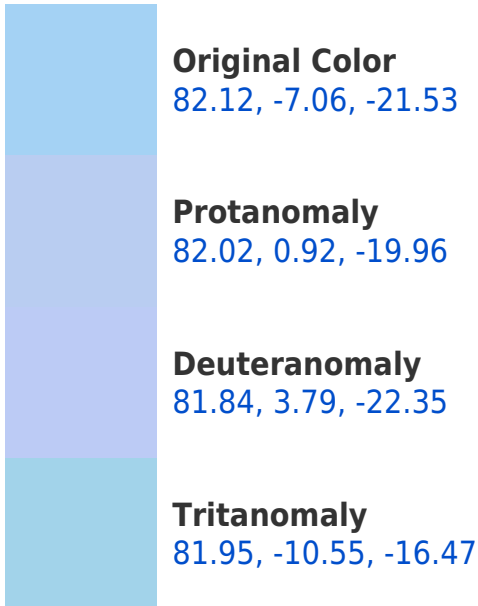 Original Color
82.12, -7.06, -21.53
Protanomaly
82.02, 0.92, -19.96
Deuteranomaly
81.84, 3.79, -22.35
Tritanomaly
81.95, -10.55, -16.47